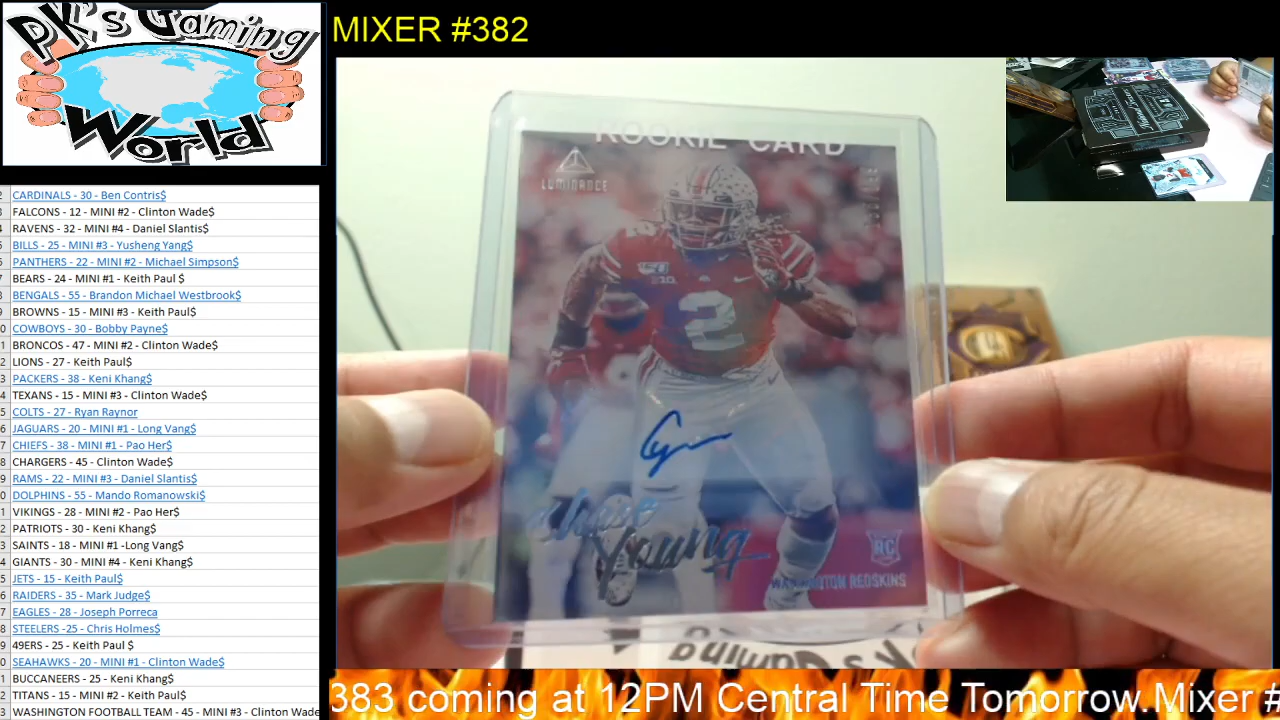 PK's Gaming
World
MIXER #382
CARDINALS - 30 - Ben Contris$
FALCONS - 12 - MINI #2 - Clinton Wade$
RAVENS - 32 - MINI #4 - Daniel Slantis$
BILLS - 25 - MINI #3 - Yusheng Yang$
PANTHERS - 22 - MINI #2 - Michael Simpson$
BEARS - 24 - MINI #1 - Keith Paul $
BENGALS - 55 - Brandon Michael Westbrook$
BROWNS - 15 - MINI #3 - Keith Paul$
COWBOYS - 30 - Bobby Payne$
BRONCOS - 47 - MINI #2 - Clinton Wade$
LIONS - 27 - Keith Paul$
PACKERS - 38 - Keni Khang$
TEXANS - 15 - MINI #3 - Clinton Wade$
COLTS - 27 - Ryan Raynor
JAGUARS - 20 - MINI #1 - Long Vang$
CHIEFS - 38 - MINI #1 - Pao Her$
CHARGERS - 45 - Clinton Wade$
RAMS - 22 - MINI #3 - Daniel Slantis$
DOLPHINS - 55 - Mando Romanowski$
VIKINGS - 28 - MINI #2 - Pao Her$
PATRIOTS - 30 - Keni Khang$
SAINTS - 18 - MINI #1 -Long Vang$
GIANTS - 30 - MINI #4 - Keni Khang$
JETS - 15 - Keith Paul$
RAIDERS - 35 - Mark Judge$
EAGLES - 28 - Joseph Porreca
STEELERS -25 - Chris Holmes$
49ERS - 25 - Keith Paul $
SEAHAWKS - 20 - MINI #1 - Clinton Wade$
BUCCANEERS - 25 - Keni Khang$
TITANS - 15 - MINI #2 - Keith Paul$
WASHINGTON FOOTBALL TEAM - 45 - MINI #3 - Clinton Wade
ROOKIE CARD
LUMINANCE
2
Chase
Young
RC
WASHINGTON REDSKINS
383 coming at 12PM Central Time Tomorrow.Mixer #